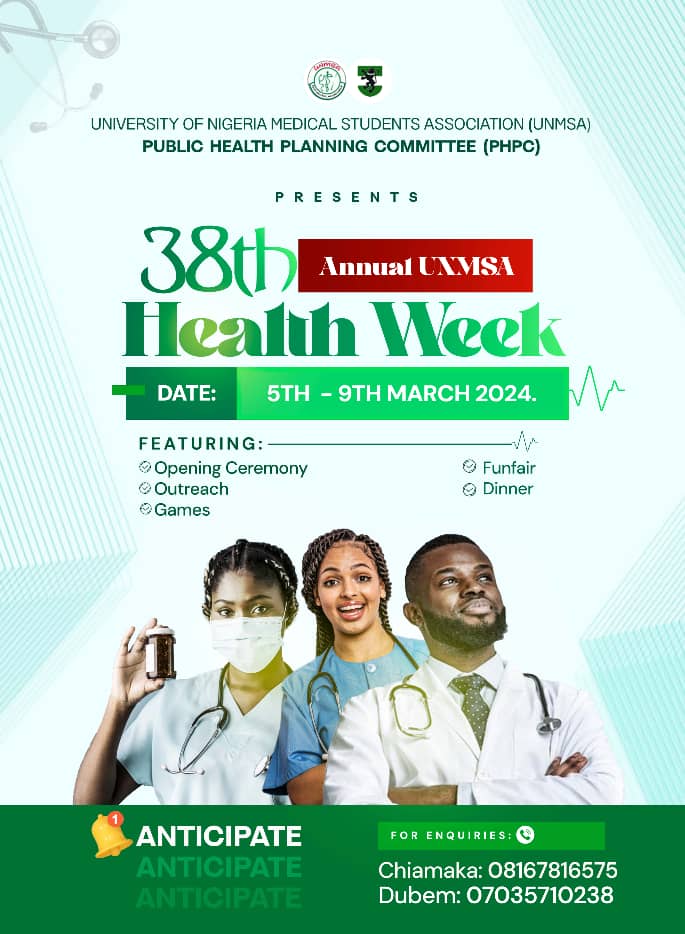 UNIVERSITY OF NIGERIA MEDICAL STUDENTS ASSOCIATION (UNMSA)
PUBLIC HEALTH PLANNING COMMITTEE (PHPC)
PRESENTS
38th Annual UNMSA
Health Week
DATE: 5TH - 9TH MARCH 2024.
FEATURING:
Opening Ceremony
Outreach
Games
Funfair
Dinner
1
ANTICIPATE
ANTICIPATE
ANTICIPATE
FOR ENQUIRIES:
Chiamaka: 08167816575
Dubem: 07035710238